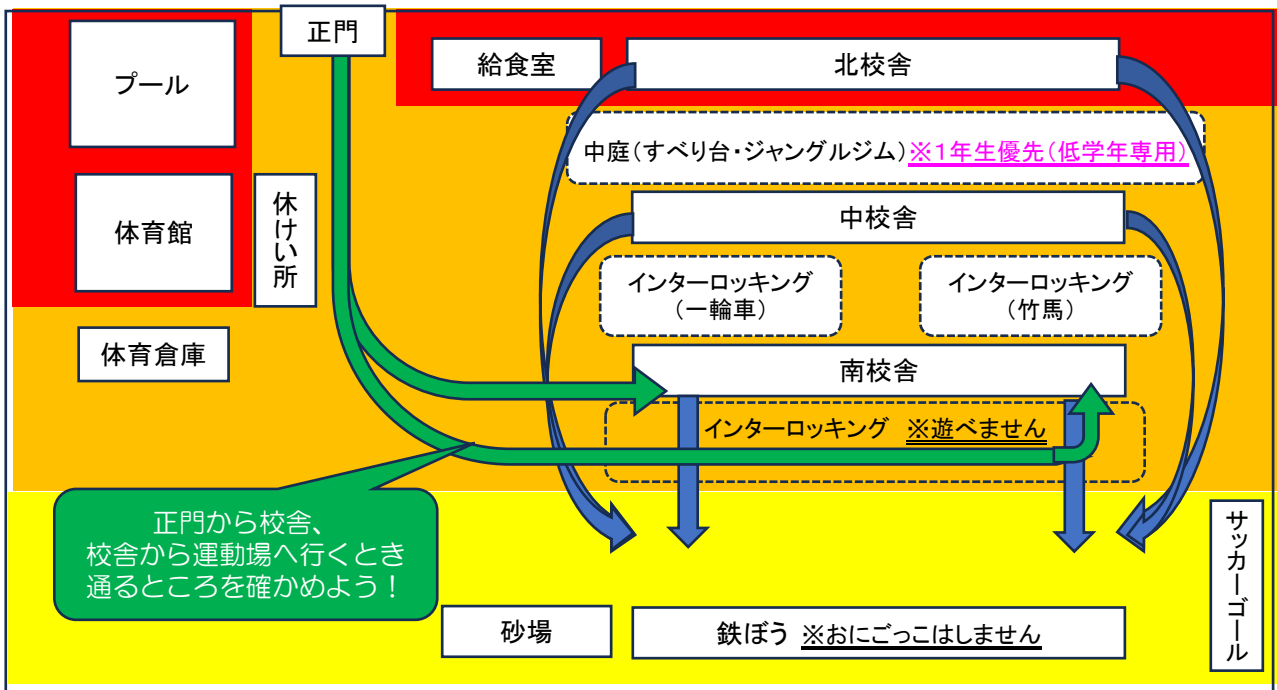 正門
プール
給食室
北校舎
中庭(すべり台・ジャングルジム)※1年生優先(低学年専用)
体育館
休けい所
中校舎
インターロッキング
(一輪車)
インターロッキング
(竹馬)
体育倉庫
南校舎
インターロッキング ※遊べません
正門から校舎、
校舎から運動場へ行くとき
通るところを確かめよう！
サッカーゴール
砂場
鉄ぼう ※おにごっこはしません